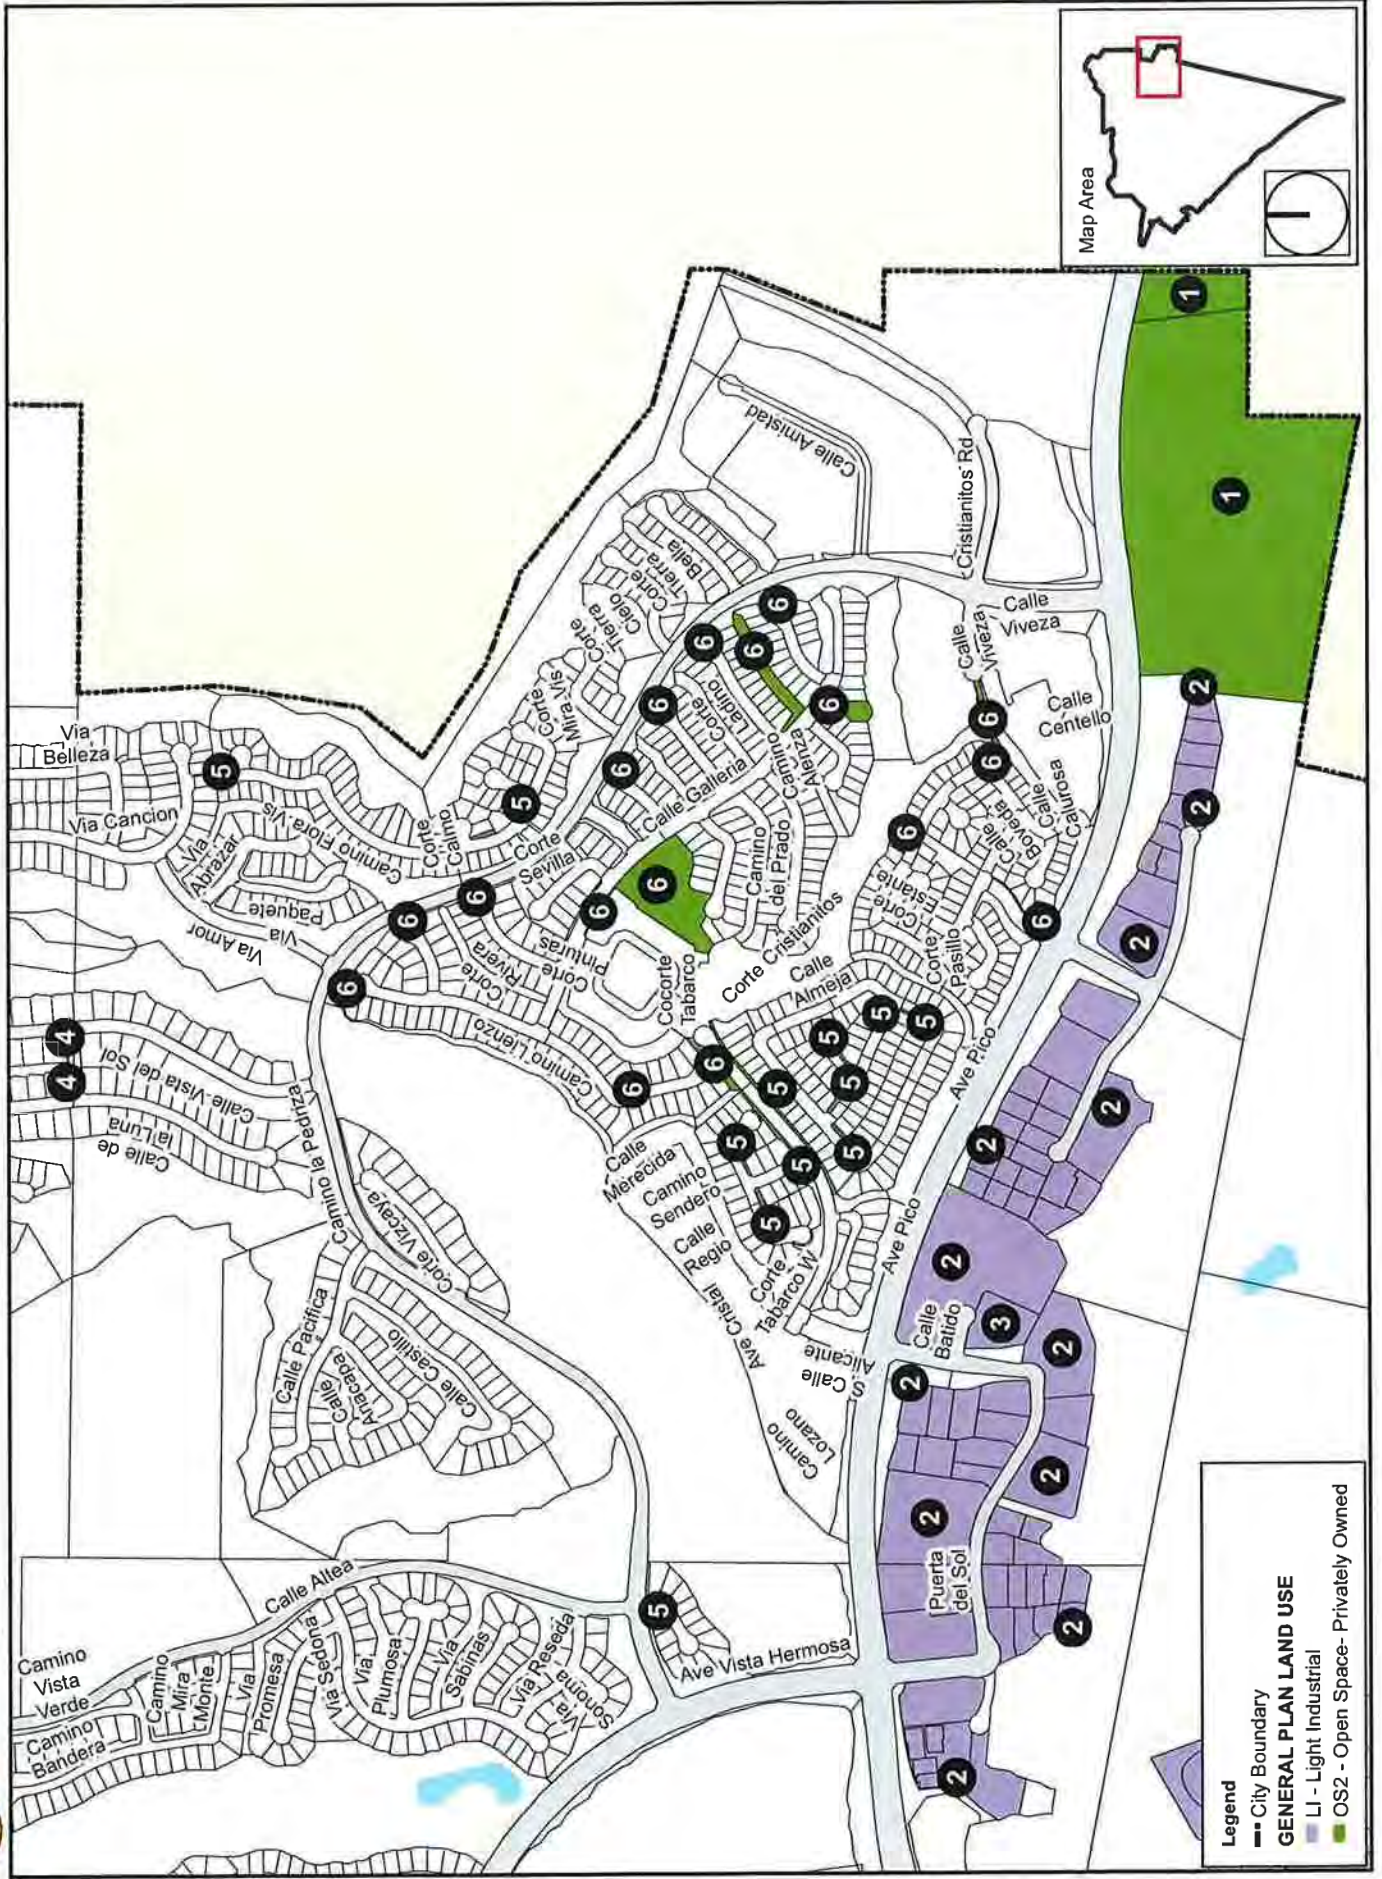 Map Area
Legend
City Boundary
GENERAL PLAN LAND USE
LI - Light Industrial
OS2 - Open Space- Privately Owned
Camino
Vista
Verde
Camino
Bandera
Camino
Mira
Monte
Via
Promesa
Via Sedona
Via
Plumosa
Via
Sabinas
Via Reseda
Via
Sonoma
Calle Altea
Ave Vista Hermosa
5
Calle Pacifica
Calle
Anacapa
Calle Castillo
Corte Vizcaya
Camino la Pedriza
Calle de
la Luna
Calle Vista del Sol
4
4
Via Amor
Via
Paquete
Via
Abrazar
Via Cancion
Via
Belleza
5
Camino Flora Vis
Corte
Calino
5
Corte
Sevilla
6
6
6
Corte
Rivera
Corte
Pinturas
6
6
Camino Lienzo
6
Cocorte
Tabarco
Calle
Merecida
Camino
Sendero
Calle
Regio
Ave Cristal
Corte
Tabarco W
6
5
5
5
5
5
5
5
5
5
Calle
Almeja
Corte Cristianitos
S Calle
Alicante
Camino
Lozano
Ave Pico
Ave Pico
Corte
Mira Vis
Corte
Tierra
Cielo
Corte
Tierra
Bella
6
6
6
6
6
6
Corte
Ladino
Calle Galleria
Camino
Atenza
Camino
del Prado
Calle Amistad
Cristianitos Rd
Calle
Viveza
Calle
Viveza
Calle
Centello
6
6
6
6
Corte
Estante
Corte
Pasillo
Calle
Boveda
Calle
Calurosa
1
1
2
2
2
2
2
2
Calle
Batido
3
2
2
2
2
Puerta
del Sol
2
2